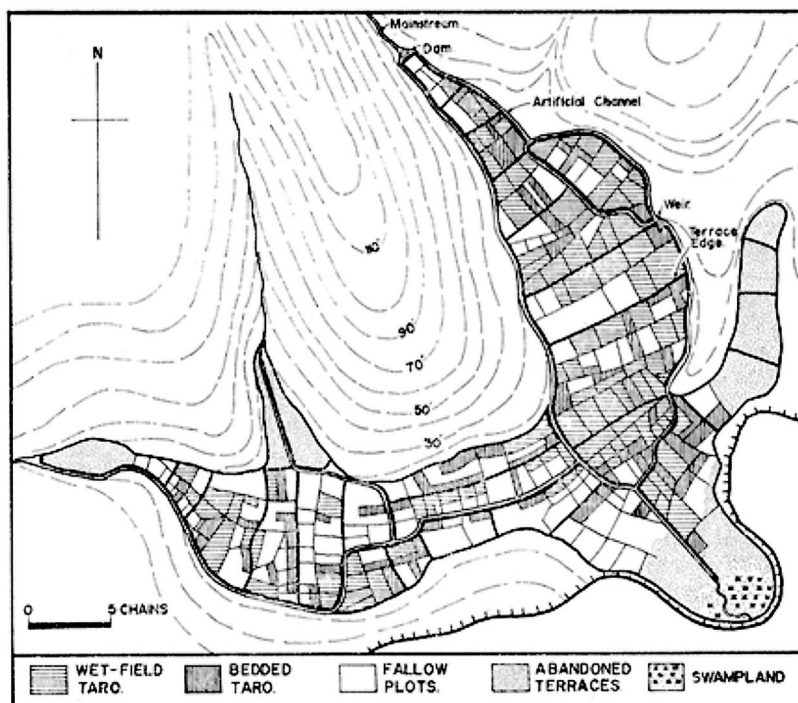 Mainstream
Dam
N
Artificial Channel
Weir
Terrace
Edge
90'
70'
50'
30'
0 5 CHAINS
WET-FIELD
TARO.
BEDDED
TARO.
FALLOW
PLOTS.
ABANDONED
TERRACES
SWAMPLAND